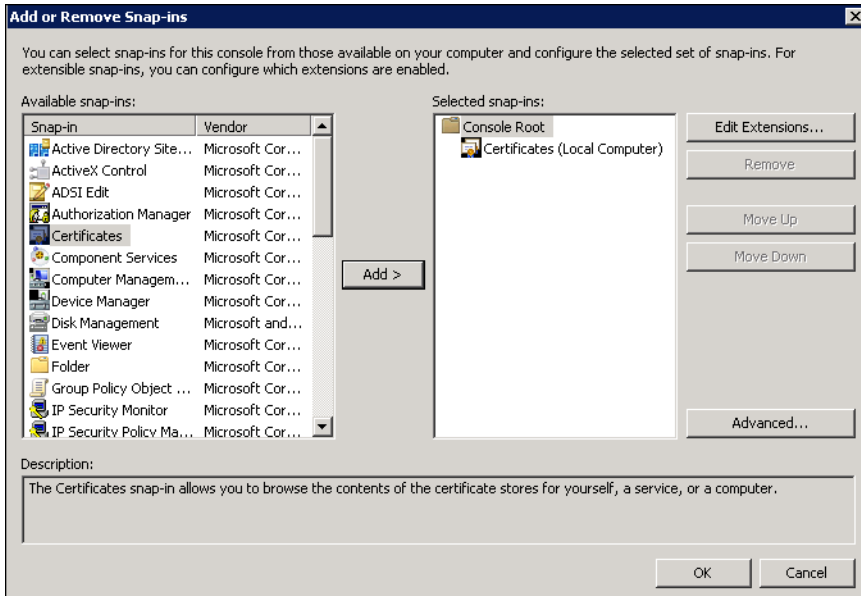 Add or Remove Snap-ins
You can select snap-ins for this console from those available on your computer and configure the selected set of snap-ins. For
extensible snap-ins, you can configure which extensions are enabled.
Available snap-ins:
Snap-in Vendor
Active Directory Site... Microsoft Cor...
ActiveX Control Microsoft Cor...
ADSI Edit Microsoft Cor...
Authorization Manager Microsoft Cor...
Certificates Microsoft Cor...
Component Services Microsoft Cor...
Computer Managem... Microsoft Cor...
Device Manager Microsoft Cor...
Disk Management Microsoft and...
Event Viewer Microsoft Cor...
Folder Microsoft Cor...
Group Policy Object ... Microsoft Cor...
IP Security Monitor Microsoft Cor...
IP Security Policy Ma... Microsoft Cor...
Add >
Selected snap-ins:
Console Root
Certificates (Local Computer)
Edit Extensions...
Remove
Move Up
Move Down
Advanced...
Description:
The Certificates snap-in allows you to browse the contents of the certificate stores for yourself, a service, or a computer.
OK Cancel